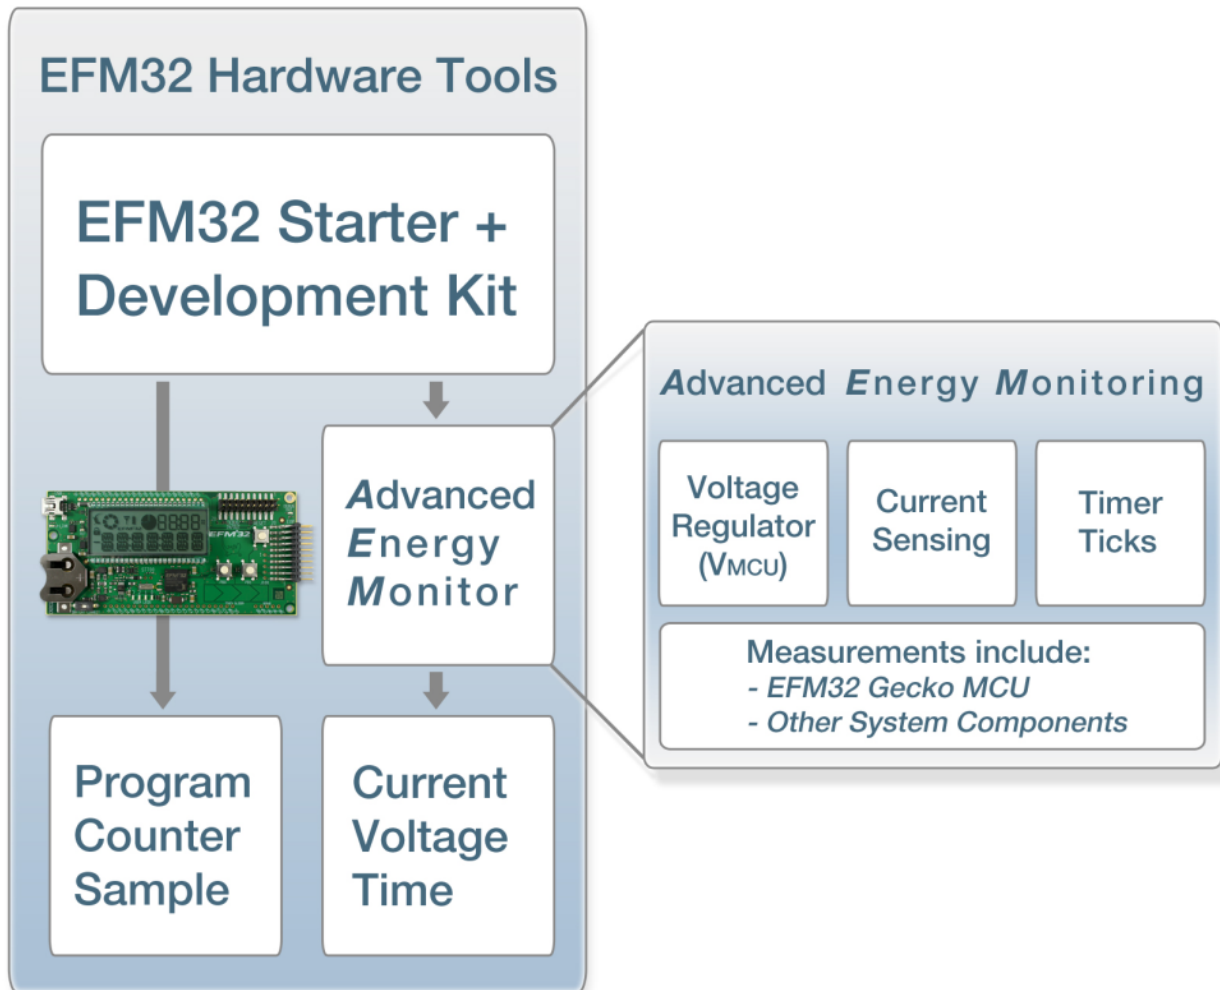 EFM32 Hardware Tools
EFM32 Starter +
Development Kit
Advanced
Energy
Monitor
EFM32
Program
Counter
Sample
Current
Voltage
Time
Advanced Energy Monitoring
Voltage
Regulator
(VMCU)
Current
Sensing
Timer
Ticks
Measurements include:
- EFM32 Gecko MCU
- Other System Components